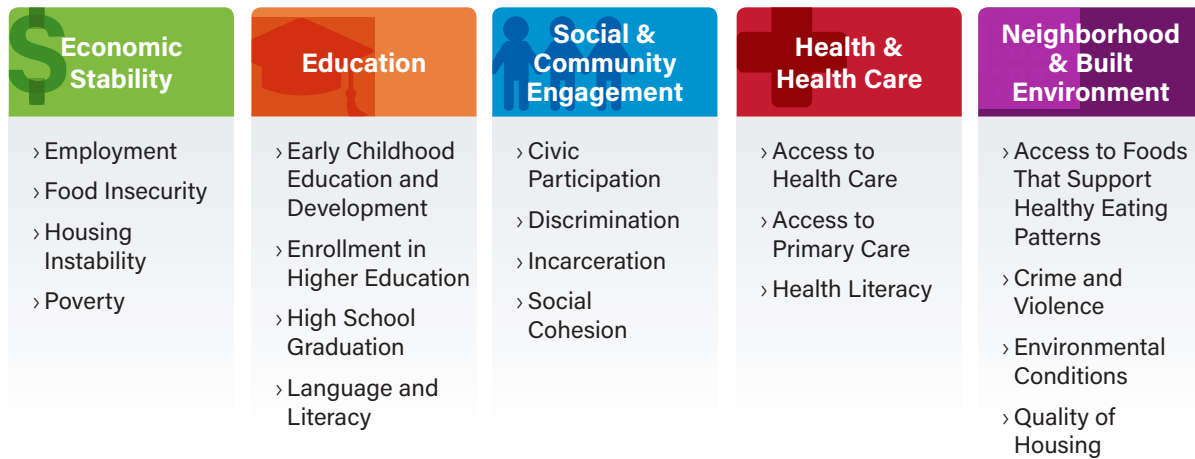 Economic
Stability
› Employment
› Food Insecurity
› Housing
Instability
› Poverty
Education
› Early Childhood
Education and
Development
› Enrollment in
Higher Education
› High School
Graduation
› Language and
Literacy
Social &
Community
Engagement
› Civic
Participation
› Discrimination
› Incarceration
› Social
Cohesion
Health &
Health Care
› Access to
Health Care
› Access to
Primary Care
› Health Literacy
Neighborhood
& Built
Environment
› Access to Foods
That Support
Healthy Eating
Patterns
› Crime and
Violence
› Environmental
Conditions
› Quality of
Housing